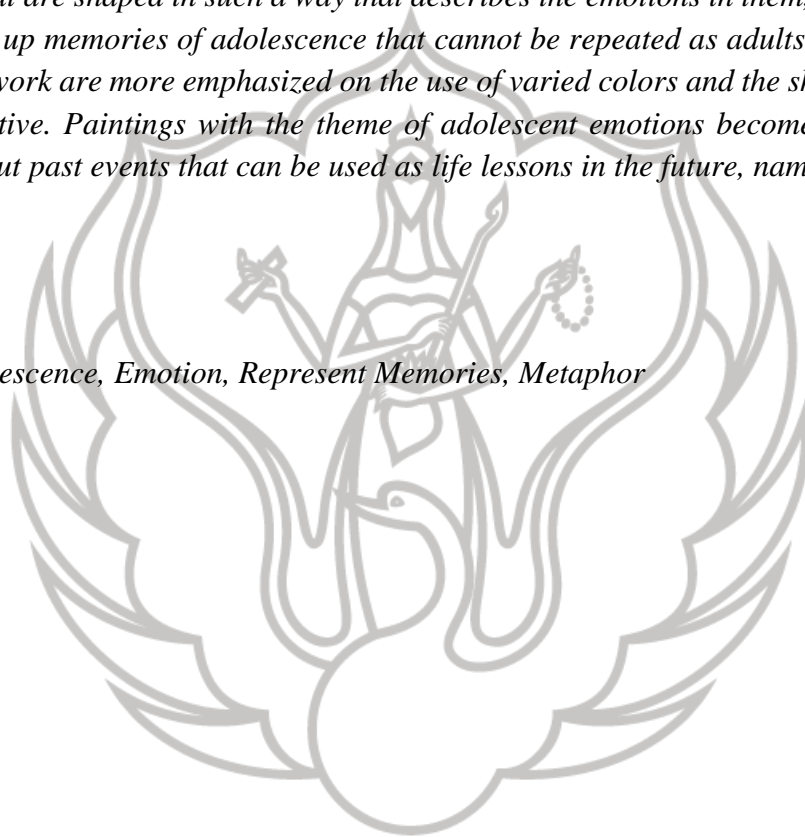 are shaped in such a way that describes the emotions in them,
up memories of adolescence that cannot be repeated as adults
work are more emphasized on the use of varied colors and the
tive. Paintings with the theme of adolescent emotions become
ut past events that can be used as life lessons in the future, nam
escence, Emotion, Represent Memories, Metaphor